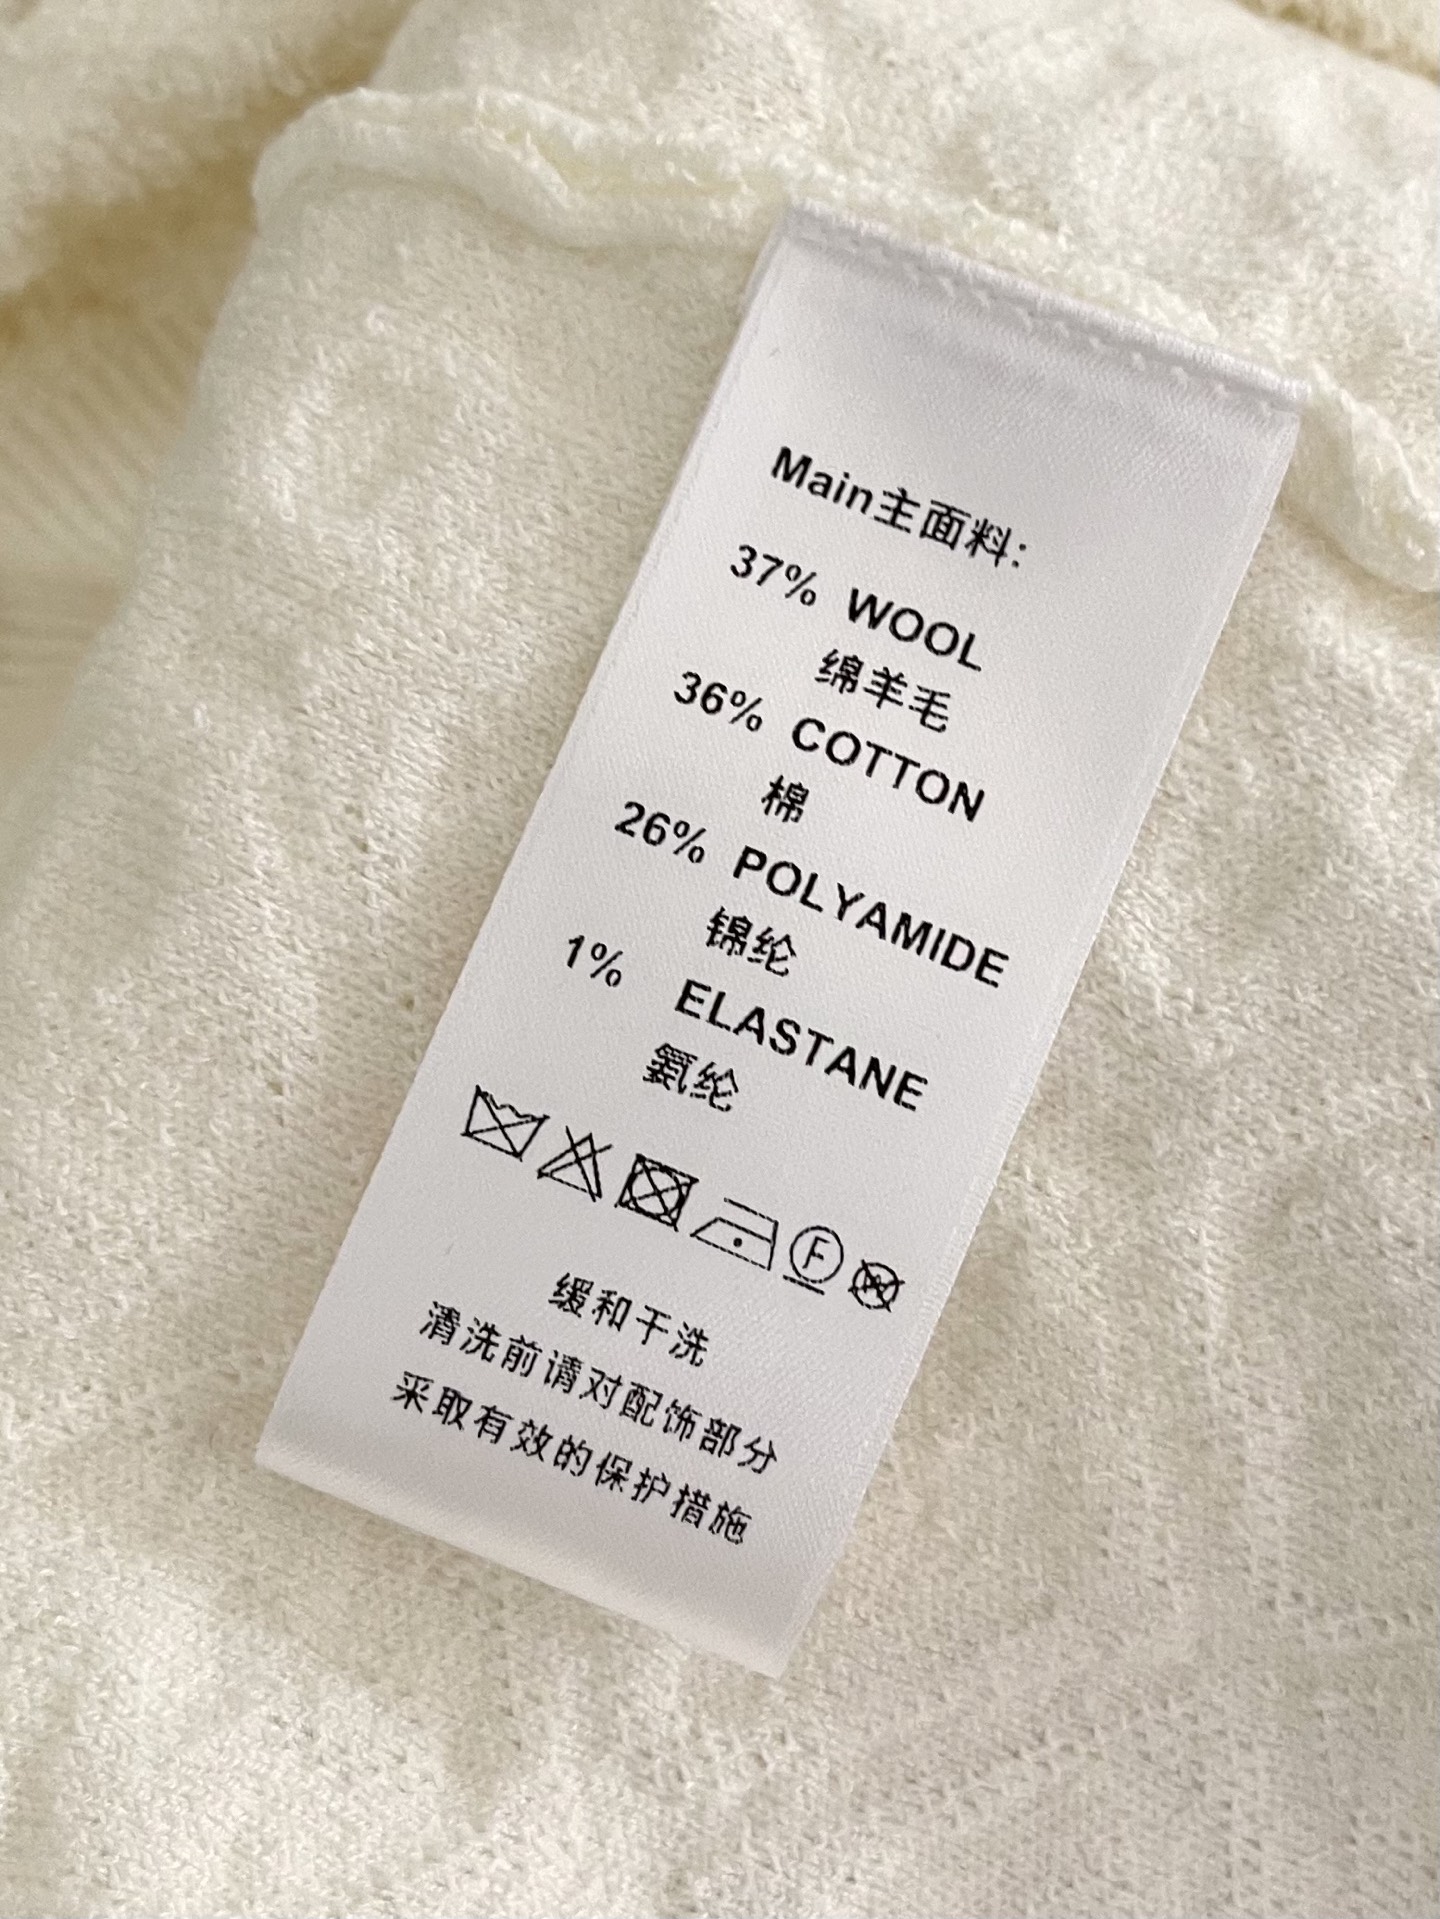 Main主面料:
37% WOOL
绵羊毛
36% COTTON
棉
26% POLYAMIDE
锦纶
1% ELASTANE
氨纶
F
W
缓和干洗
清洗前请对配饰部分
采取有效的保护措施